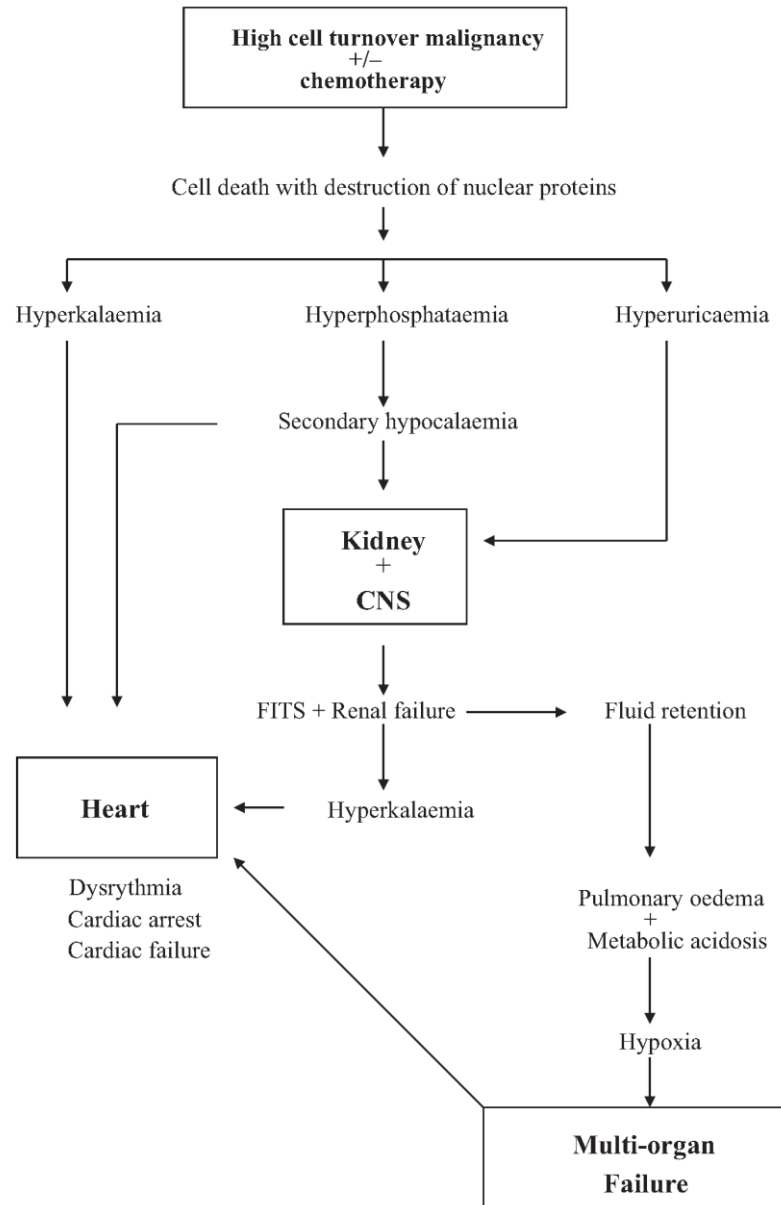 High cell turnover malignancy
+/–
chemotherapy
Cell death with destruction of nuclear proteins
Hyperkalaemia
Hyperphosphataemia
Hyperuricaemia
Secondary hypocalaemia
Kidney
+
CNS
FITS + Renal failure
Fluid retention
Heart
Hyperkalaemia
Dysrythmia
Cardiac arrest
Cardiac failure
Pulmonary oedema
+
Metabolic acidosis
Hypoxia
Multi-organ
Failure